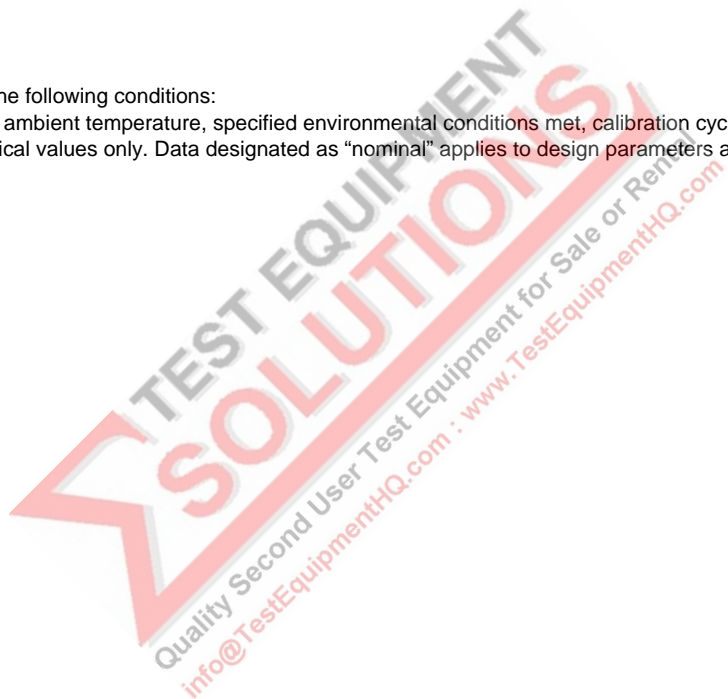 ne following conditions:
ambient temperature, specified environmental conditions met, calibration cyc
ical values only. Data designated as “nominal” applies to design parameters a
TEST EQUIPMENT
SOLUTIONS
Quality Second User Test Equipment for Sale or Rental
info@TestEquipmentHQ.com : www.TestEquipmentHQ.com